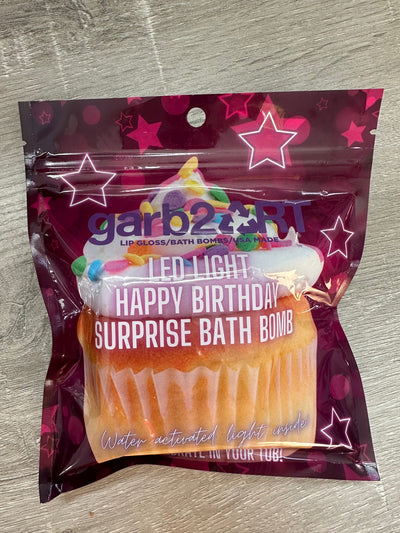 garb2ART
LIP GLOSS/BATH BOMBS/USA MADE
LED LIGHT
HAPPY BIRTHDAY
SURPRISE BATH BOMB
Water activated light inside
IN YOUR TUB!